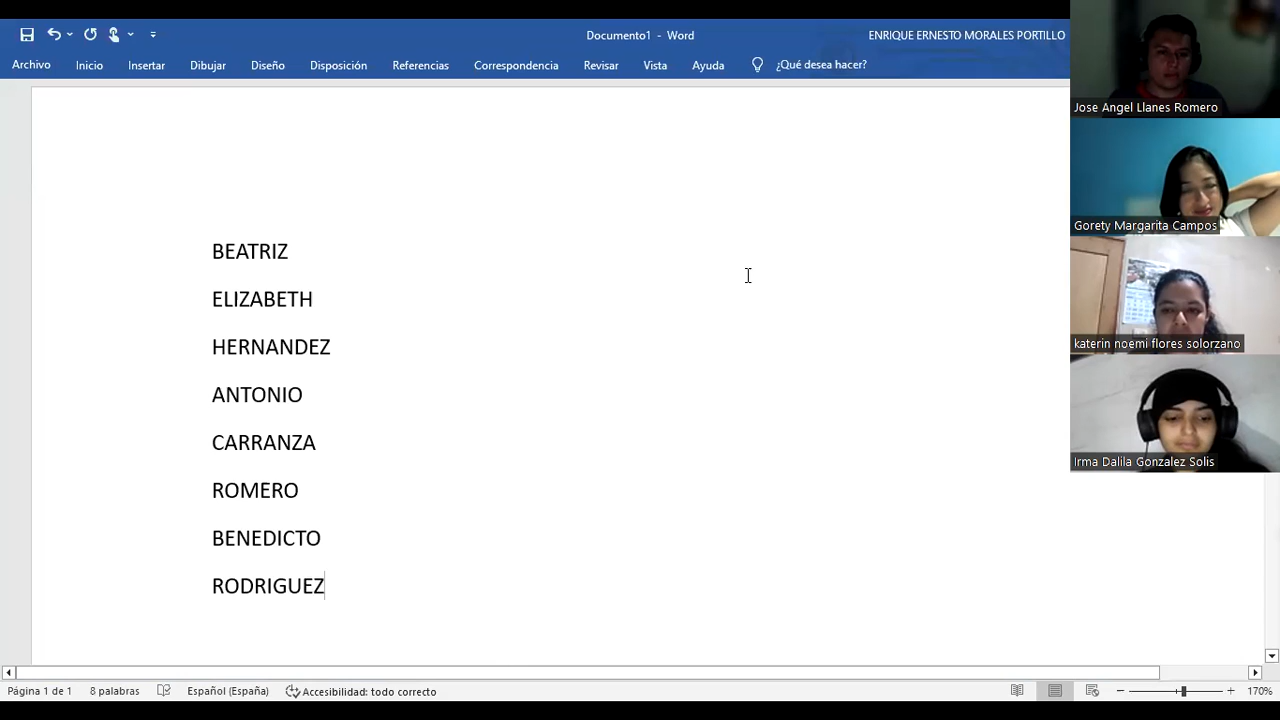 Documento1 - Word
ENRIQUE ERNESTO MORALES PORTILLO
Archivo
Inicio
Insertar
Dibujar
Diseño
Disposición
Referencias
Correspondencia
Revisar
Vista
Ayuda
¿Qué desea hacer?
BEATRIZ
ELIZABETH
HERNANDEZ
ANTONIO
CARRANZA
ROMERO
BENEDICTO
RODRIGUEZ
Jose Angel Llanes Romero
Gorety Margarita Campos
katerin noemi flores solorzano
Irma Dalila Gonzalez Solis
Página 1 de 1
8 palabras
Español (España)
Accesibilidad: todo correcto
170%